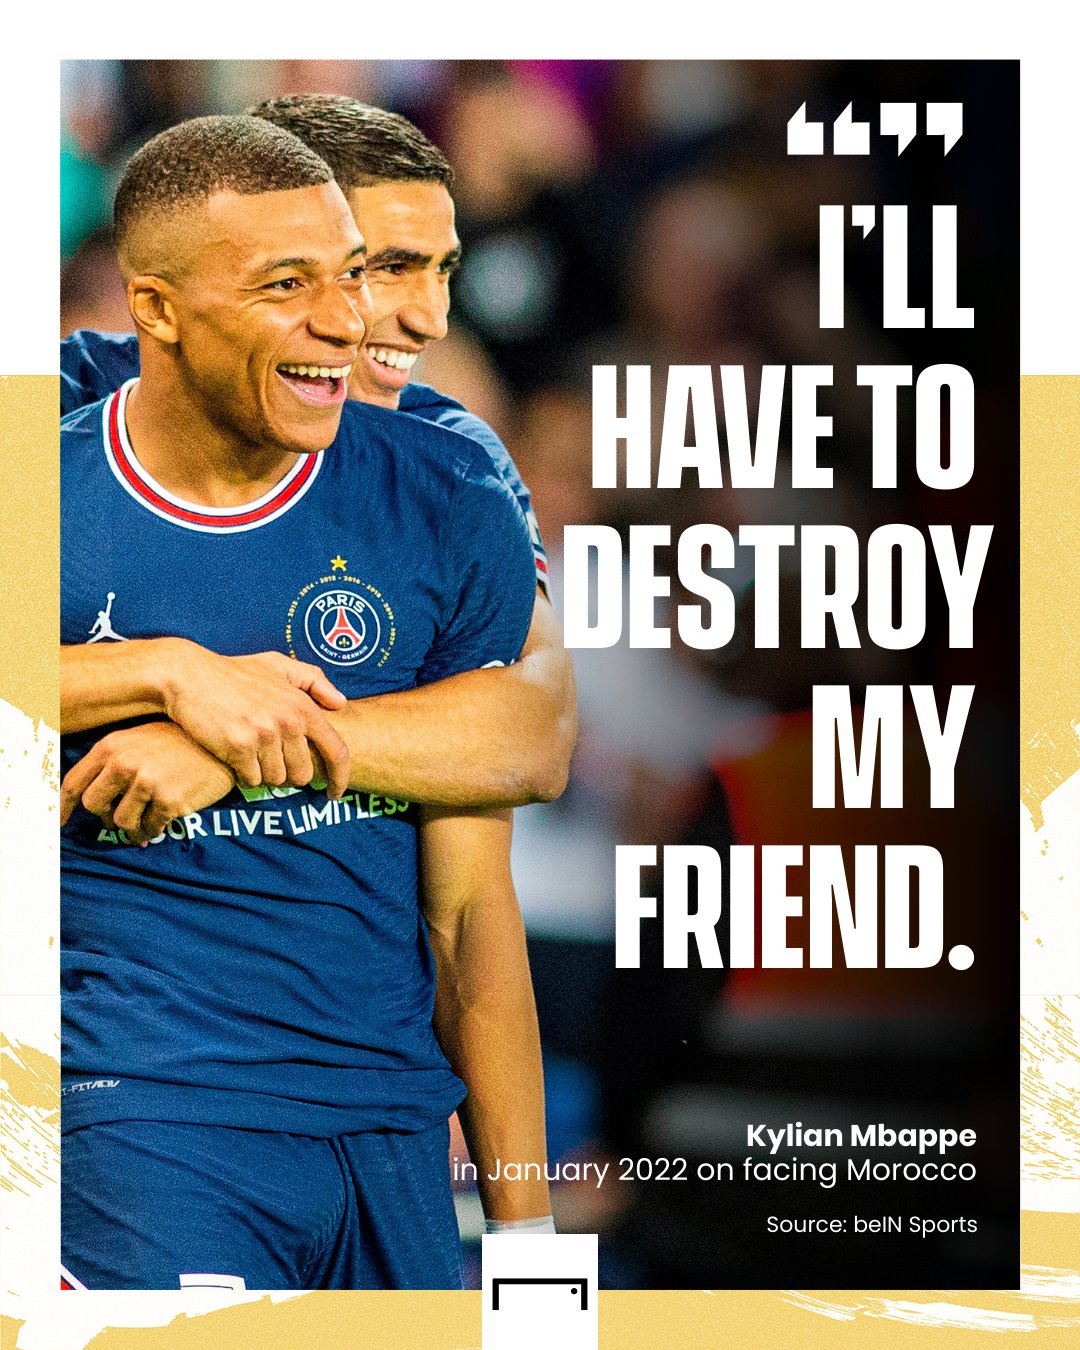 “”
I’LL
HAVE TO
DESTROY
MY
FRIEND.
PARIS
SAINT-GERMAIN
OR LIVE LIMITLESS
Kylian Mbappe
in January 2022 on facing Morocco
Source: beIN Sports